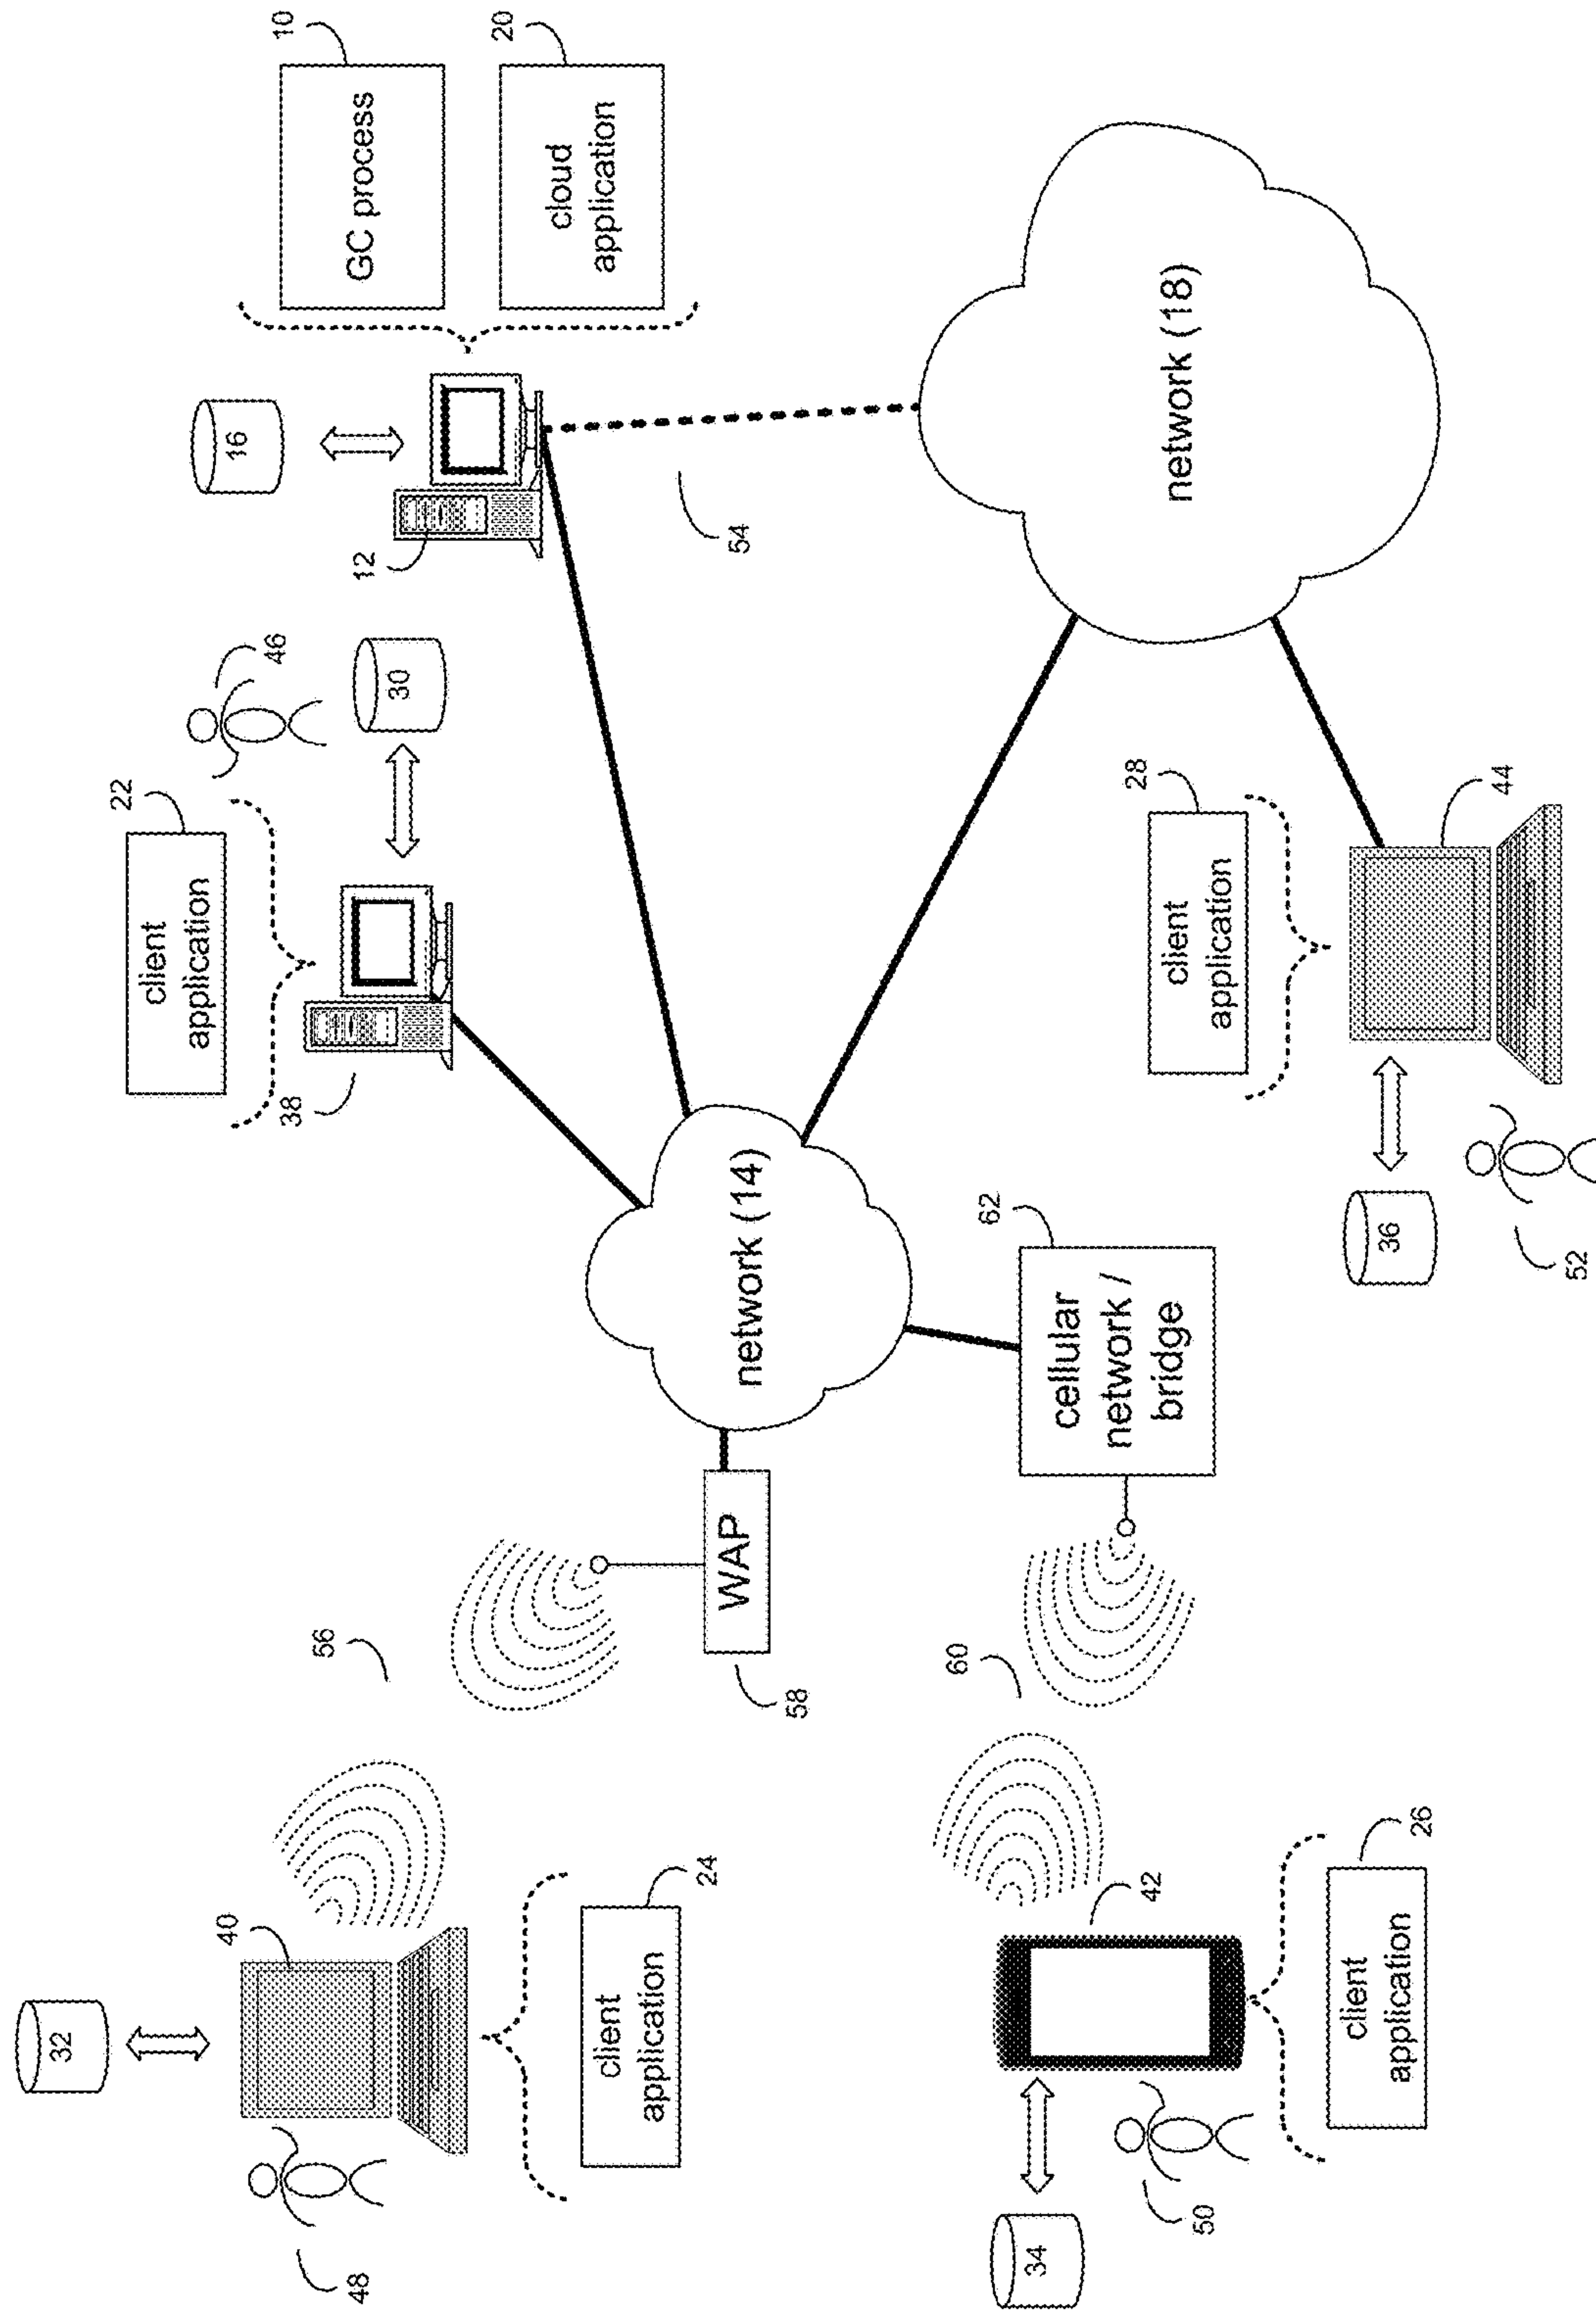 32
40
48
client
application
24
56
WAP
58
34
42
50
client
application
26
60
cellular
network /
bridge
62
network (14)
client
application
22
38
30
46
16
12
GC process
10
cloud
application
20
54
network (18)
client
application
28
44
36
52